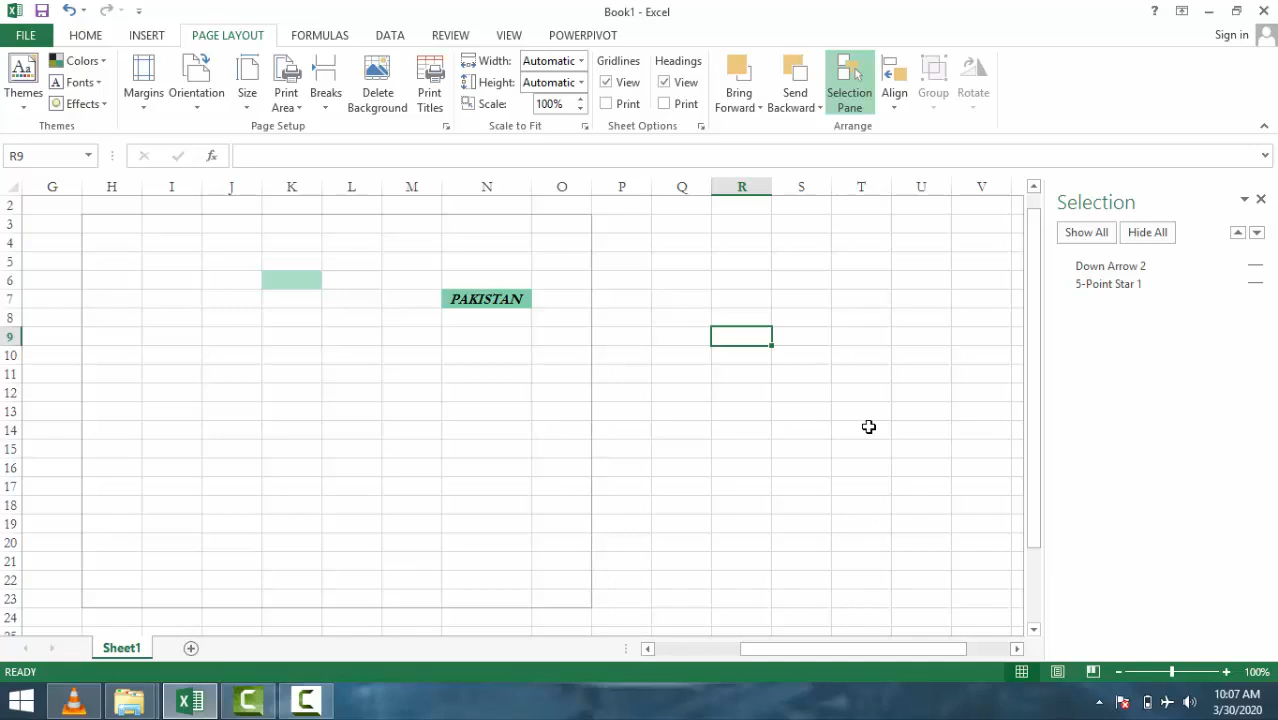 Book1 - Excel
?
FILE HOME INSERT PAGE LAYOUT FORMULAS DATA REVIEW VIEW POWERPIVOT Sign in
Themes
Colors
Fonts
Effects
Themes
Margins
Orientation
Size
Print Area
Breaks
Delete Background
Print Titles
Page Setup
Width: Automatic
Height: Automatic
Scale: 100%
Scale to Fit
Gridlines
View
Print
Headings
View
Print
Sheet Options
Bring Forward
Send Backward
Selection Pane
Align
Group
Rotate
Arrange
R9 fx
G H I J K L M N O P Q R S T U V
2
3
4
5
6
7 PAKISTAN
8
9
10
11
12
13
14
15
16
17
18
19
20
21
22
23
24
25
Selection
Show All Hide All
Down Arrow 2
5-Point Star 1
Sheet1
READY 100%
10:07 AM
3/30/2020